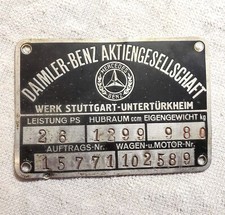 DAIMLER-BENZ AKTIENGESELLSCHAFT
MERCEDES
BENZ
WERK STUTTGART-UNTERTÜRKHEIM
LEISTUNG PS HUBRAUM ccm EIGENGEWICHT kg
28 1299 980
AUFTRAGS-Nr. WAGEN-u.MOTOR-Nr.
15771 102589